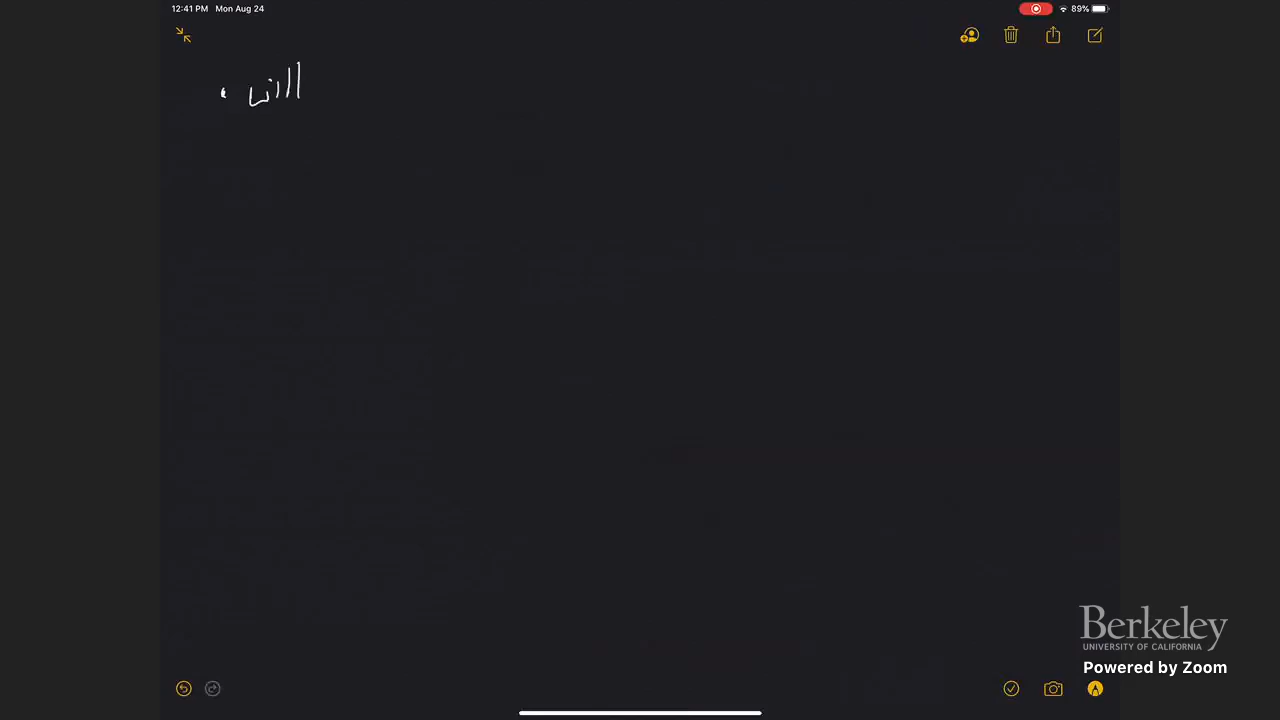 12:41 PM Mon Aug 24
89%
• will
Berkeley
UNIVERSITY OF CALIFORNIA
Powered by Zoom